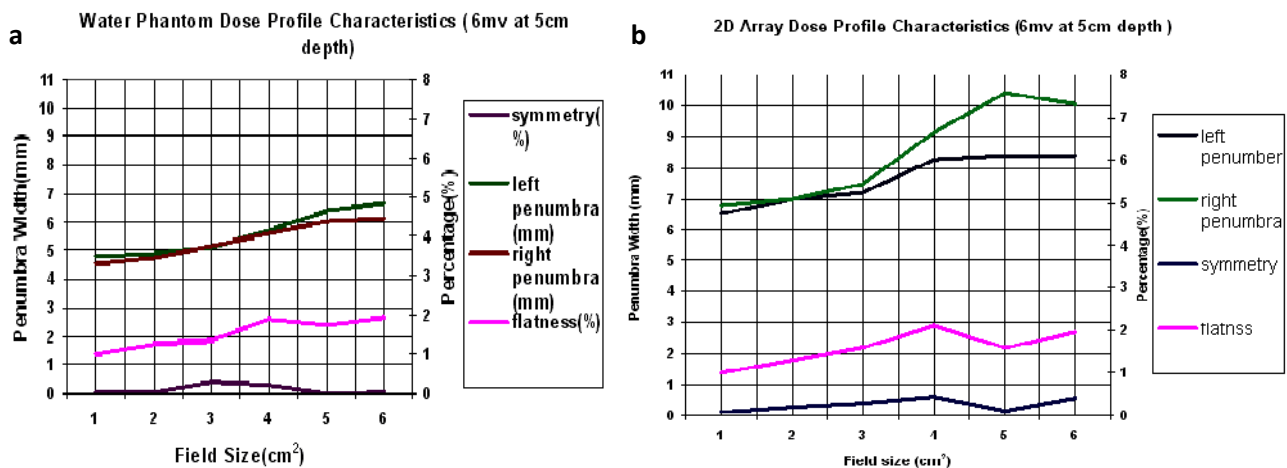 a
Water Phantom Dose Profile Characteristics ( 6mv at 5cm
depth)
11
10
9
8
7
6
5
4
3
2
1
0
Penumbra Width(mm)
8
7
6
5
4
3
2
1
0
Percentage(%)
1 2 3 4 5 6
Field Size(cm²)
symmetry(
%)
left
penumbra
(mm)
right
penumbra
(mm)
flatness(%)
b
2D Array Dose Profile Characteristics (6mv at 5cm depth )
11
10
9
8
7
6
5
4
3
2
1
0
Penumbra Width (mm)
8
7
6
5
4
3
2
1
0
Percentage(%)
1 2 3 4 5 6
Field size (cm²)
left
penumber
right
penumbra
symmetry
flatnss